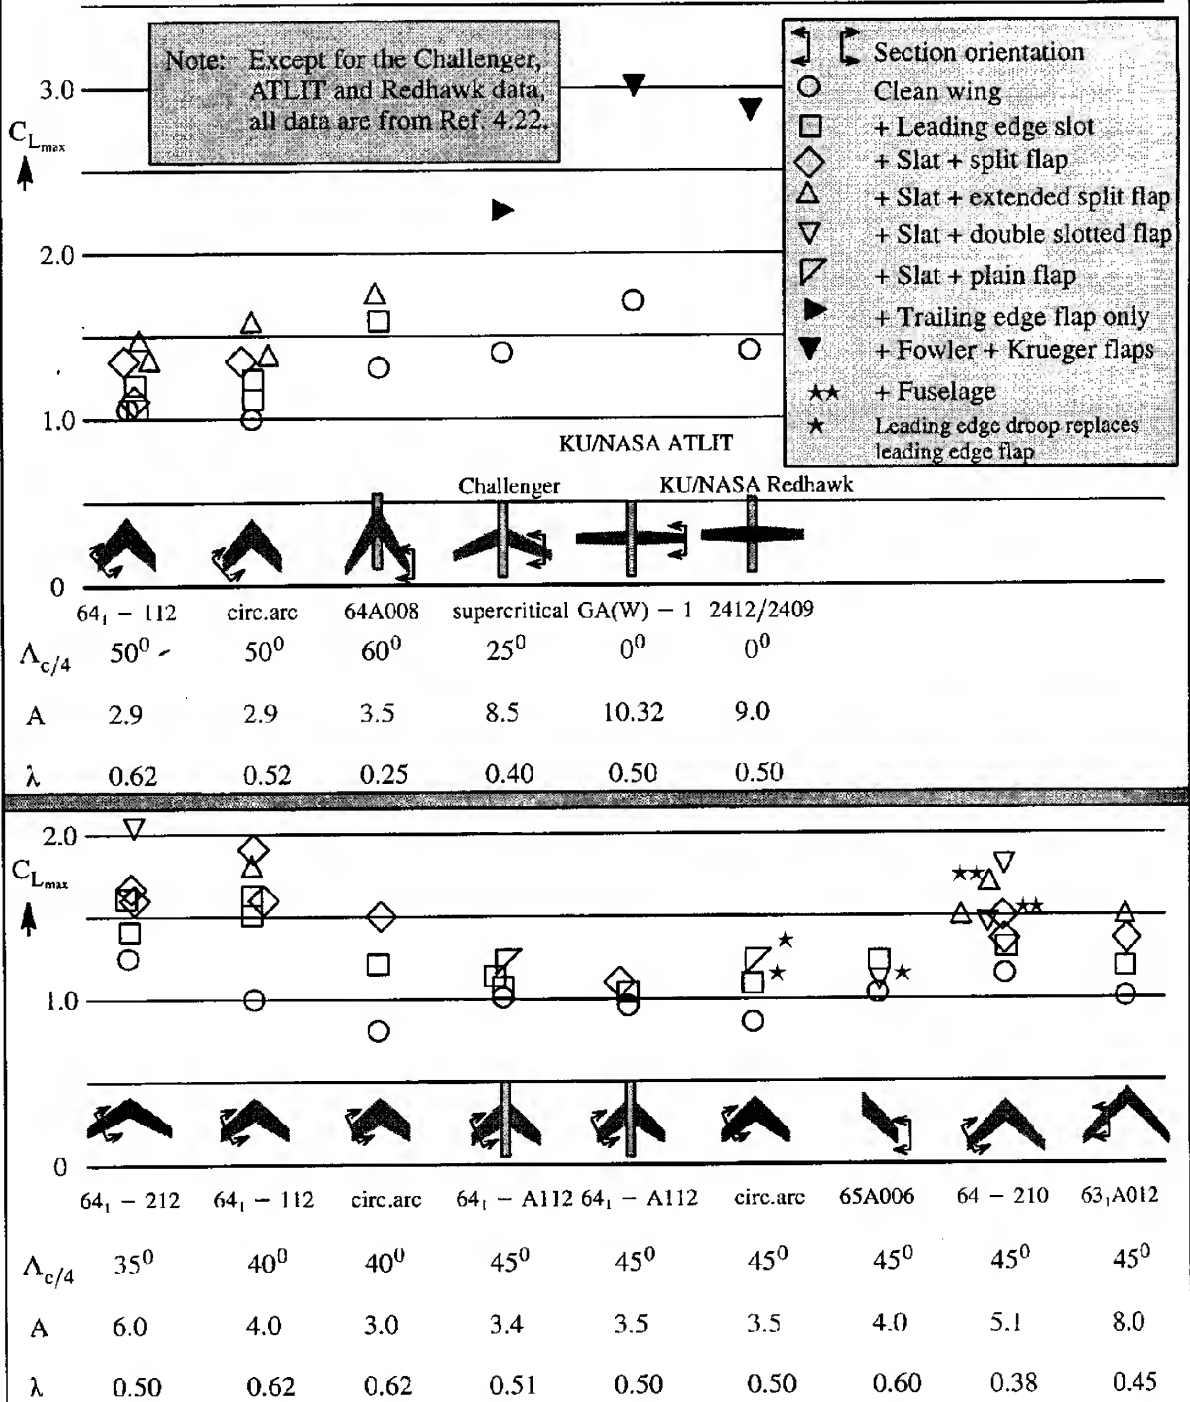 Note: Except for the Challenger,
ATLIT and Redhawk data,
all data are from Ref. 4.22.
Section orientation
Clean wing
+ Leading edge slot
+ Slat + split flap
+ Slat + extended split flap
+ Slat + double slotted flap
+ Slat + plain flap
+ Trailing edge flap only
+ Fowler + Krueger flaps
★★ + Fuselage
★ Leading edge droop replaces
leading edge flap
3.0
C_Lmax
2.0
1.0
KU/NASA ATLIT
Challenger KU/NASA Redhawk
0
64₁ – 112 circ.arc 64A008 supercritical GA(W) – 1 2412/2409
Λc/4 50⁰ 50⁰ 60⁰ 25⁰ 0⁰ 0⁰
A 2.9 2.9 3.5 8.5 10.32 9.0
λ 0.62 0.52 0.25 0.40 0.50 0.50
2.0
C_Lmax
1.0
0
64₁ – 212 64₁ – 112 circ.arc 64₁ – A112 64₁ – A112 circ.arc 65A006 64 – 210 63₁A012
Λc/4 35⁰ 40⁰ 40⁰ 45⁰ 45⁰ 45⁰ 45⁰ 45⁰ 45⁰
A 6.0 4.0 3.0 3.4 3.5 3.5 4.0 5.1 8.0
λ 0.50 0.62 0.62 0.51 0.50 0.50 0.60 0.38 0.45